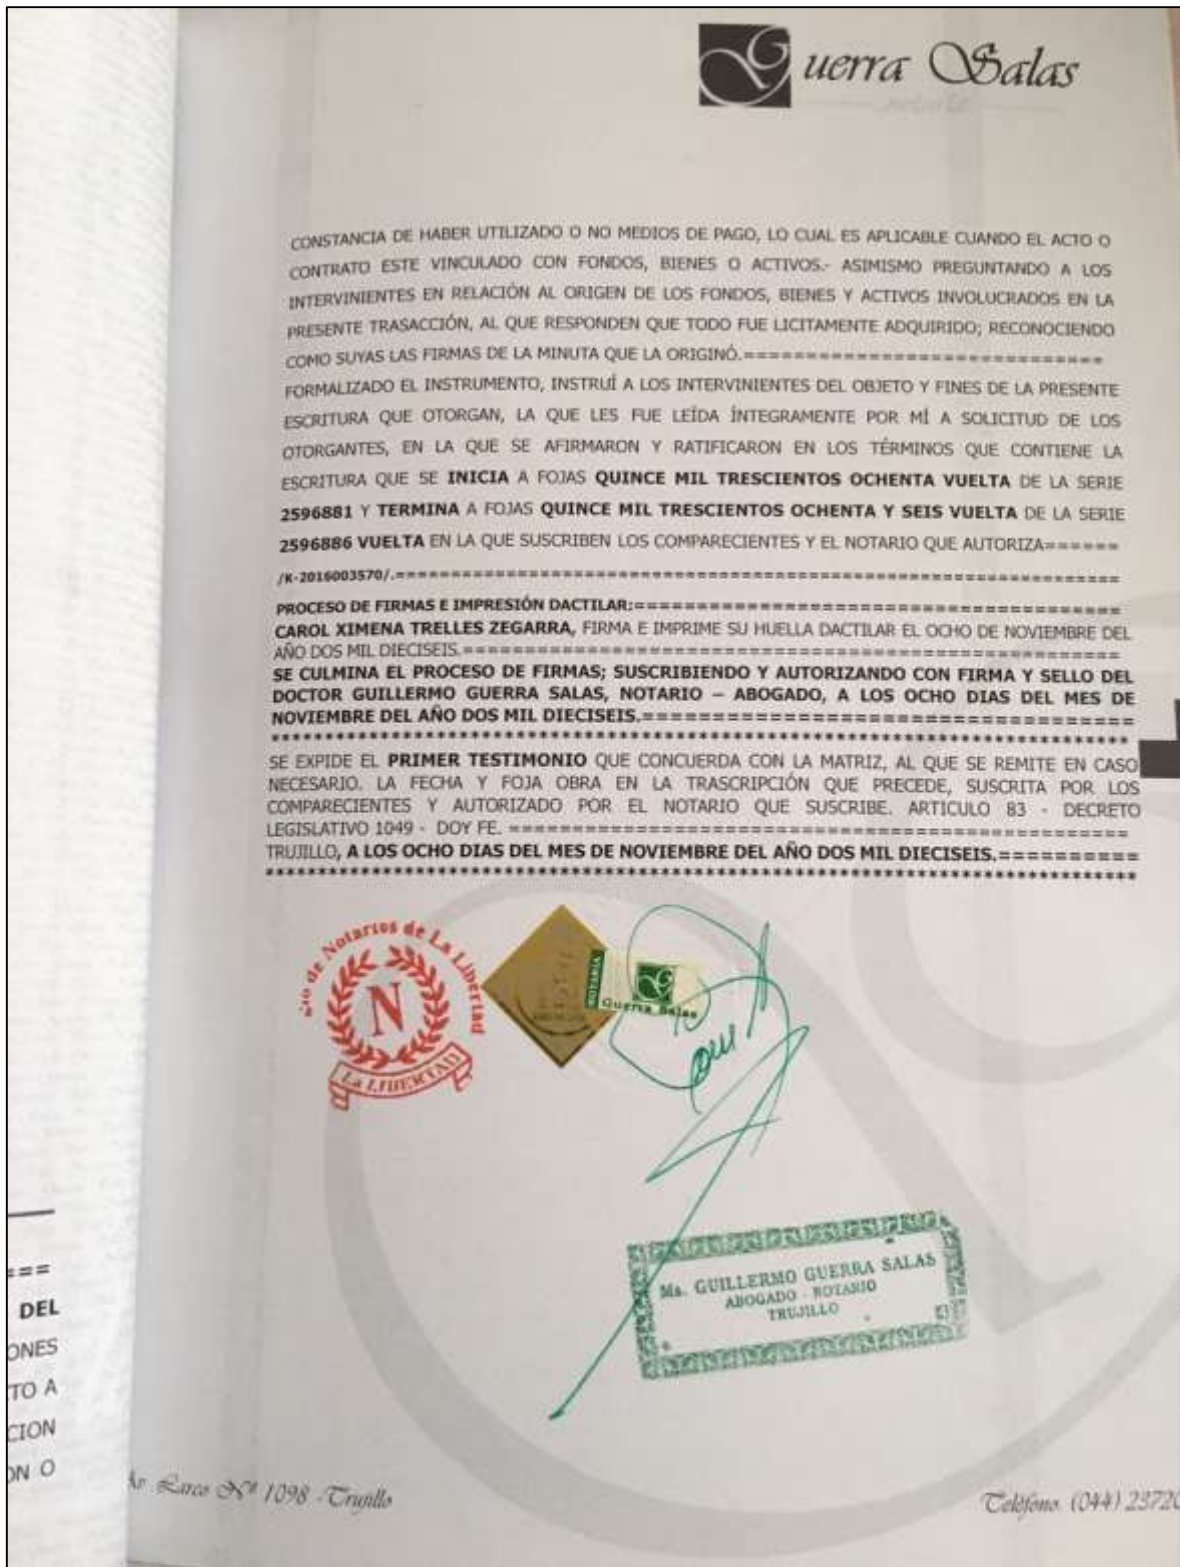 Guerra Salas
CONSTANCIA DE HABER UTILIZADO O NO MEDIOS DE PAGO, LO CUAL ES APLICABLE CUANDO EL ACTO O
CONTRATO ESTE VINCULADO CON FONDOS, BIENES O ACTIVOS.- ASIMISMO PREGUNTANDO A LOS
INTERVINIENTES EN RELACIÓN AL ORIGEN DE LOS FONDOS, BIENES Y ACTIVOS INVOLUCRADOS EN LA
PRESENTE TRASACCIÓN, AL QUE RESPONDEN QUE TODO FUE LICITAMENTE ADQUIRIDO; RECONOCIENDO
COMO SUYAS LAS FIRMAS DE LA MINUTA QUE LA ORIGINÓ.=============================
FORMALIZADO EL INSTRUMENTO, INSTRUÍ A LOS INTERVINIENTES DEL OBJETO Y FINES DE LA PRESENTE
ESCRITURA QUE OTORGAN, LA QUE LES FUE LEÍDA ÍNTEGRAMENTE POR MÍ A SOLICITUD DE LOS
OTORGANTES, EN LA QUE SE AFIRMARON Y RATIFICARON EN LOS TÉRMINOS QUE CONTIENE LA
ESCRITURA QUE SE INICIA A FOJAS QUINCE MIL TRESCIENTOS OCHENTA VUELTA DE LA SERIE
2596881 Y TERMINA A FOJAS QUINCE MIL TRESCIENTOS OCHENTA Y SEIS VUELTA DE LA SERIE
2596886 VUELTA EN LA QUE SUSCRIBEN LOS COMPARECIENTES Y EL NOTARIO QUE AUTORIZA======
/K-2016003570/.==================================================================
PROCESO DE FIRMAS E IMPRESIÓN DACTILAR:========================================
CAROL XIMENA TRELLES ZEGARRA, FIRMA E IMPRIME SU HUELLA DACTILAR EL OCHO DE NOVIEMBRE DEL
AÑO DOS MIL DIECISEIS.=====================================================
SE CULMINA EL PROCESO DE FIRMAS; SUSCRIBIENDO Y AUTORIZANDO CON FIRMA Y SELLO DEL
DOCTOR GUILLERMO GUERRA SALAS, NOTARIO – ABOGADO, A LOS OCHO DIAS DEL MES DE
NOVIEMBRE DEL AÑO DOS MIL DIECISEIS.=====================================
*********************************************************************************
SE EXPIDE EL PRIMER TESTIMONIO QUE CONCUERDA CON LA MATRIZ, AL QUE SE REMITE EN CASO
NECESARIO. LA FECHA Y FOJA OBRA EN LA TRASCRIPCIÓN QUE PRECEDE, SUSCRITA POR LOS
COMPARECIENTES Y AUTORIZADO POR EL NOTARIO QUE SUSCRIBE. ARTICULO 83 - DECRETO
LEGISLATIVO 1049 - DOY FE. ==================================================
TRUJILLO, A LOS OCHO DIAS DEL MES DE NOVIEMBRE DEL AÑO DOS MIL DIECISEIS.==========
*********************************************************************************
gio de Notarios de La Libertad
N
LA LIBERTAD
NOTARIA
Guerra Salas
Ms. GUILLERMO GUERRA SALAS
ABOGADO - NOTARIO
TRUJILLO
===
DEL
ONES
TO A
CION
ON O
Av. Larco Nº 1098 - Trujillo
Teléfono. (044) 23720